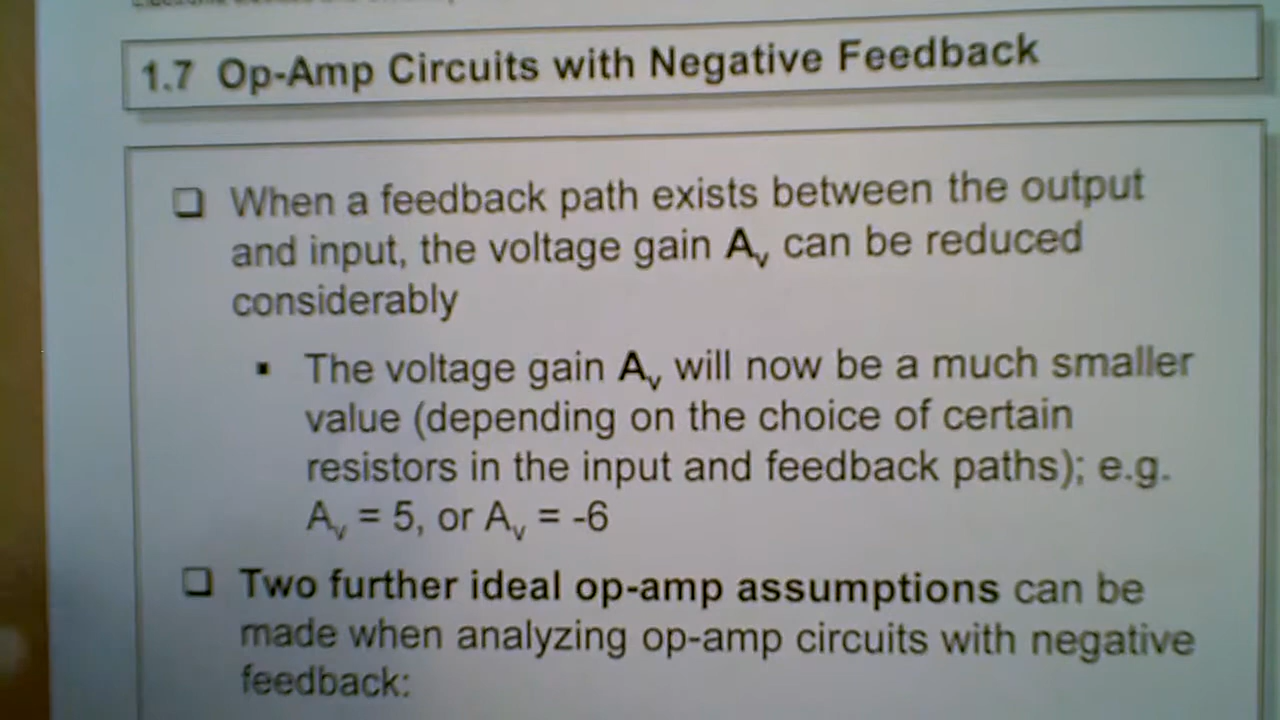 1.7 Op-Amp Circuits with Negative Feedback
❑ When a feedback path exists between the output
and input, the voltage gain Av can be reduced
considerably
▪ The voltage gain Av will now be a much smaller
value (depending on the choice of certain
resistors in the input and feedback paths); e.g.
Av = 5, or Av = -6
❑ Two further ideal op-amp assumptions can be
made when analyzing op-amp circuits with negative
feedback: